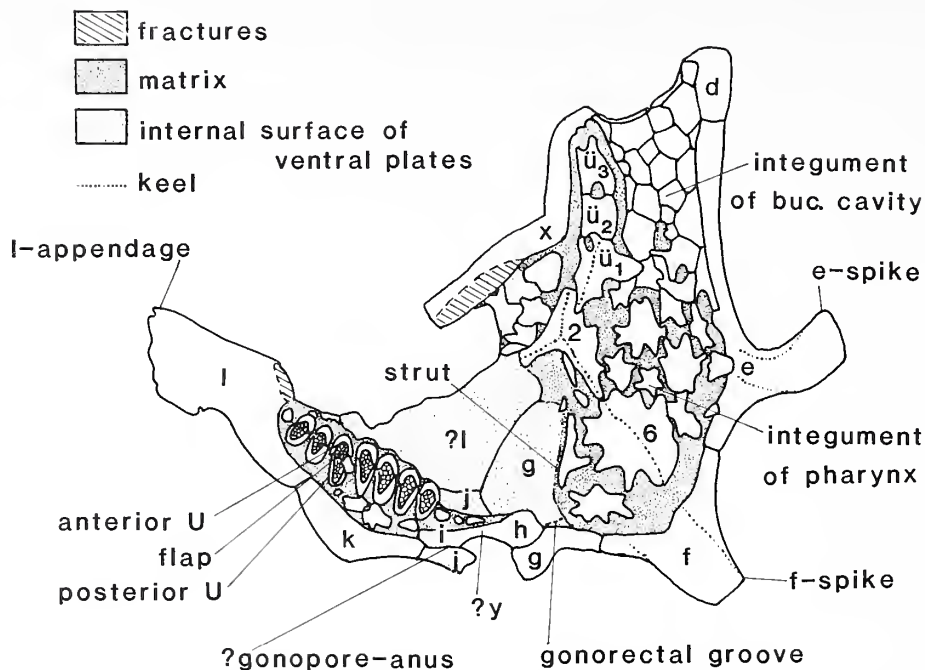 fractures
matrix
internal surface of
ventral plates
keel
l-appendage
d
integument
of buc. cavity
ü3
ü2
ü1
x
e-spike
2
e
strut
l
?l
6
g
integument
of pharynx
j
anterior U
flap
posterior U
k
i
h
j
g
f
f-spike
?y
?gonopore-anus
gonorectal groove